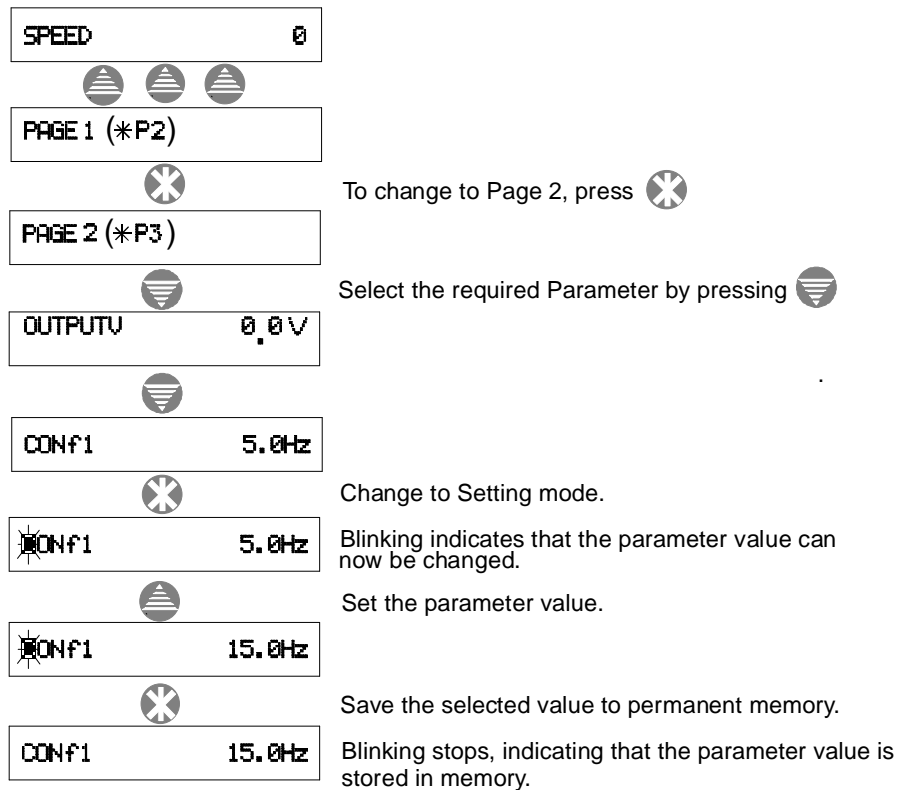 SPEED 0
PAGE 1 (*P2)
To change to Page 2, press
PAGE 2 (*P3)
Select the required Parameter by pressing
OUTPUTV 0.0V
.
CONf1 5.0Hz
Change to Setting mode.
CONf1 5.0Hz
Blinking indicates that the parameter value can
now be changed.
Set the parameter value.
CONf1 15.0Hz
Save the selected value to permanent memory.
CONf1 15.0Hz
Blinking stops, indicating that the parameter value is
stored in memory.